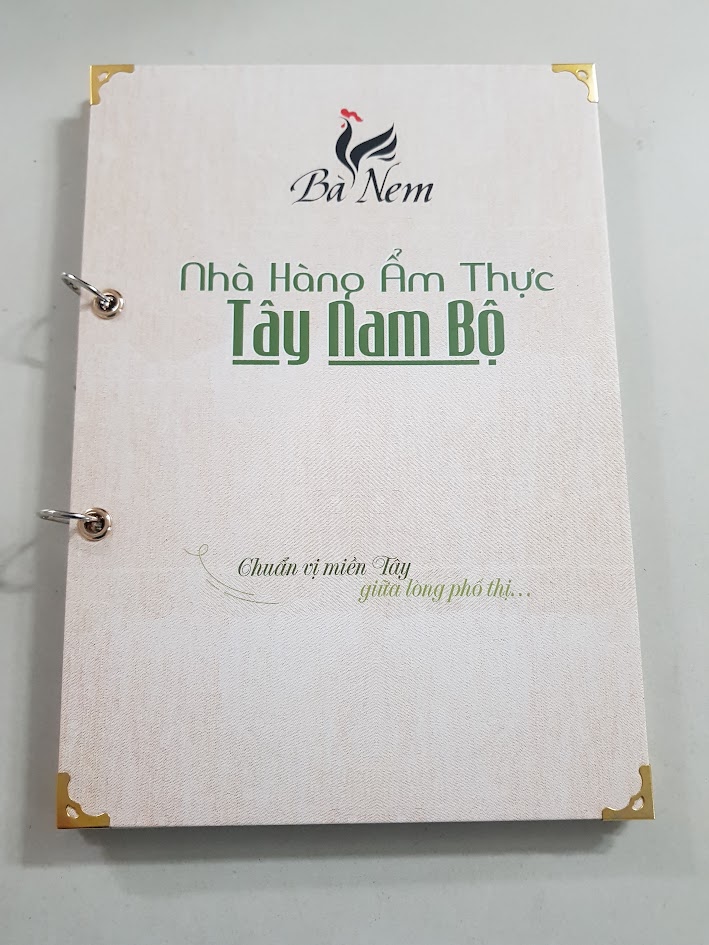 Bà Nem
Nhà Hàng Ẩm Thực
Tây Nam Bộ
Chuẩn vị miền Tây
giữa lòng phố thị...